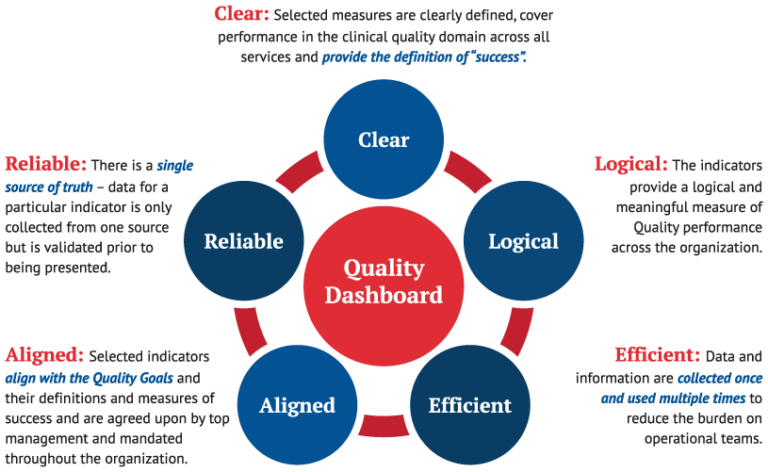 Clear: Selected measures are clearly defined, cover
performance in the clinical quality domain across all
services and provide the definition of “success”.
Clear
Reliable: There is a single
source of truth – data for a
particular indicator is only
collected from one source
but is validated prior to
being presented.
Reliable
Logical
Logical: The indicators
provide a logical and
meaningful measure of
Quality performance
across the organization.
Quality
Dashboard
Aligned: Selected indicators
align with the Quality Goals and
their definitions and measures of
success and are agreed upon by top
management and mandated
throughout the organization.
Aligned
Efficient
Efficient: Data and
information are collected once
and used multiple times to
reduce the burden on
operational teams.